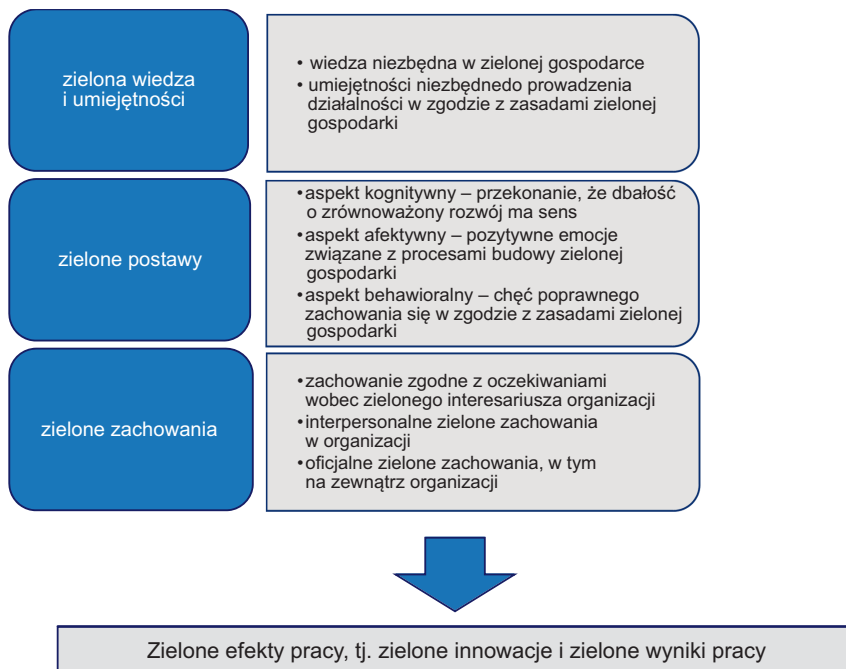 zielona wiedza
i umiejętności
• wiedza niezbędna w zielonej gospodarce
• umiejętności niezbędnedo prowadzenia
działalności w zgodzie z zasadami zielonej
gospodarki
zielone postawy
•aspekt kognitywny – przekonanie, że dbałość
o zrównoważony rozwój ma sens
•aspekt afektywny – pozytywne emocje
związane z procesami budowy zielonej
gospodarki
•aspekt behawioralny – chęć poprawnego
zachowania się w zgodzie z zasadami zielonej
gospodarki
zielone zachowania
•zachowanie zgodne z oczekiwaniami
wobec zielonego interesariusza organizacji
•interpersonalne zielone zachowania
w organizacji
•oficjalne zielone zachowania, w tym
na zewnątrz organizacji
Zielone efekty pracy, tj. zielone innowacje i zielone wyniki pracy